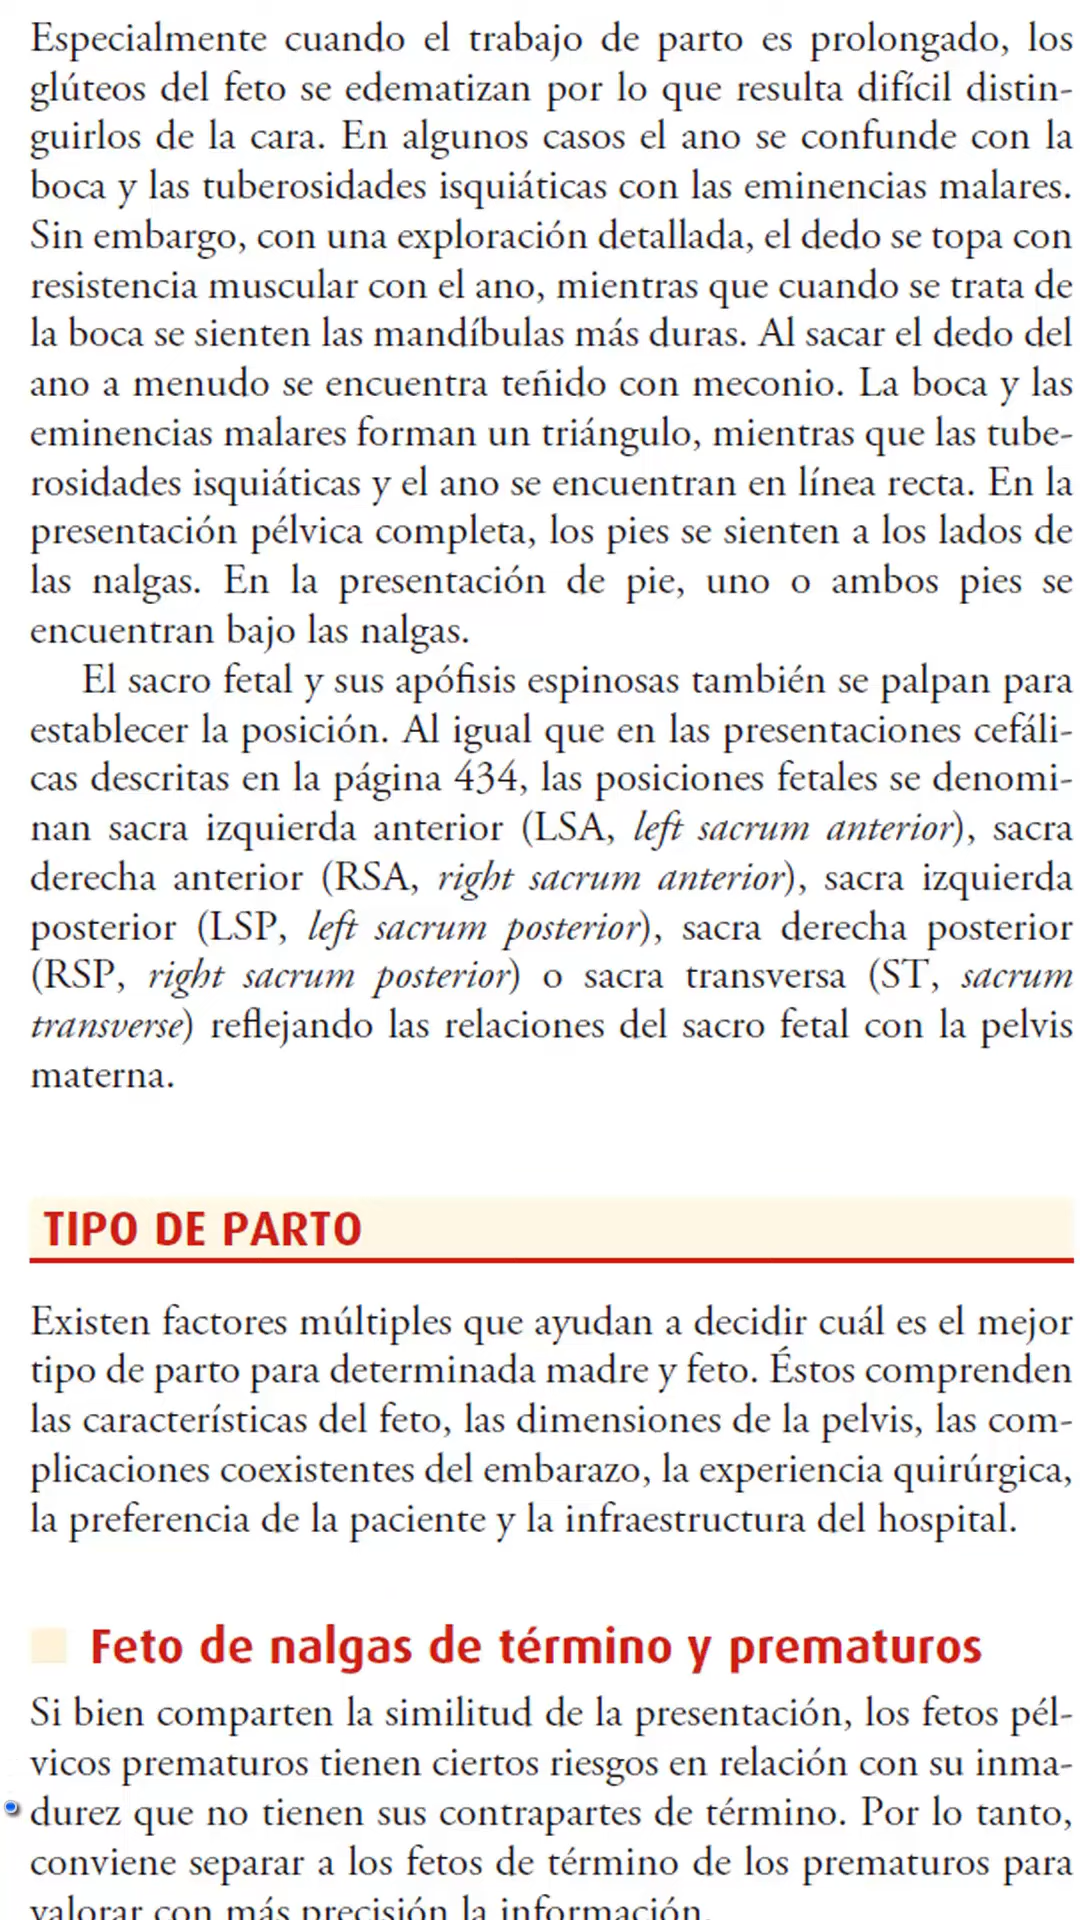 Especialmente cuando el trabajo de parto es prolongado, los
glúteos del feto se edematizan por lo que resulta difícil distin-
guirlos de la cara. En algunos casos el ano se confunde con la
boca y las tuberosidades isquiáticas con las eminencias malares.
Sin embargo, con una exploración detallada, el dedo se topa con
resistencia muscular con el ano, mientras que cuando se trata de
la boca se sienten las mandíbulas más duras. Al sacar el dedo del
ano a menudo se encuentra teñido con meconio. La boca y las
eminencias malares forman un triángulo, mientras que las tube-
rosidades isquiáticas y el ano se encuentran en línea recta. En la
presentación pélvica completa, los pies se sienten a los lados de
las nalgas. En la presentación de pie, uno o ambos pies se
encuentran bajo las nalgas.
El sacro fetal y sus apófisis espinosas también se palpan para
establecer la posición. Al igual que en las presentaciones cefáli-
cas descritas en la página 434, las posiciones fetales se denomi-
nan sacra izquierda anterior (LSA, left sacrum anterior), sacra
derecha anterior (RSA, right sacrum anterior), sacra izquierda
posterior (LSP, left sacrum posterior), sacra derecha posterior
(RSP, right sacrum posterior) o sacra transversa (ST, sacrum
transverse) reflejando las relaciones del sacro fetal con la pelvis
materna.
TIPO DE PARTO
Existen factores múltiples que ayudan a decidir cuál es el mejor
tipo de parto para determinada madre y feto. Éstos comprenden
las características del feto, las dimensiones de la pelvis, las com-
plicaciones coexistentes del embarazo, la experiencia quirúrgica,
la preferencia de la paciente y la infraestructura del hospital.
Feto de nalgas de término y prematuros
Si bien comparten la similitud de la presentación, los fetos pél-
vicos prematuros tienen ciertos riesgos en relación con su inma-
durez que no tienen sus contrapartes de término. Por lo tanto,
conviene separar a los fetos de término de los prematuros para
valorar con más precisión la información.